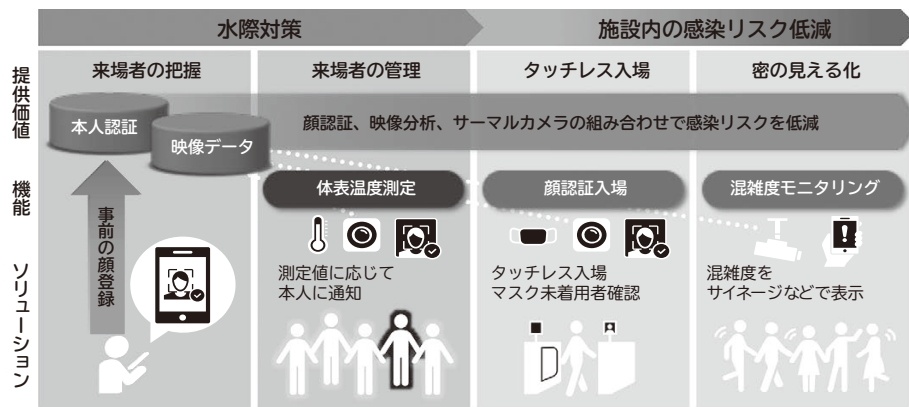 水際対策
施設内の感染リスク低減
提供価値
来場者の把握
来場者の管理
タッチレス入場
密の見える化
本人認証
映像データ
顔認証、映像分析、サーマルカメラの組み合わせで感染リスクを低減
機能
体表温度測定
顔認証入場
混雑度モニタリング
ソリューション
事前の顔登録
測定値に応じて
本人に通知
タッチレス入場
マスク未着用者確認
混雑度を
サイネージなどで表示